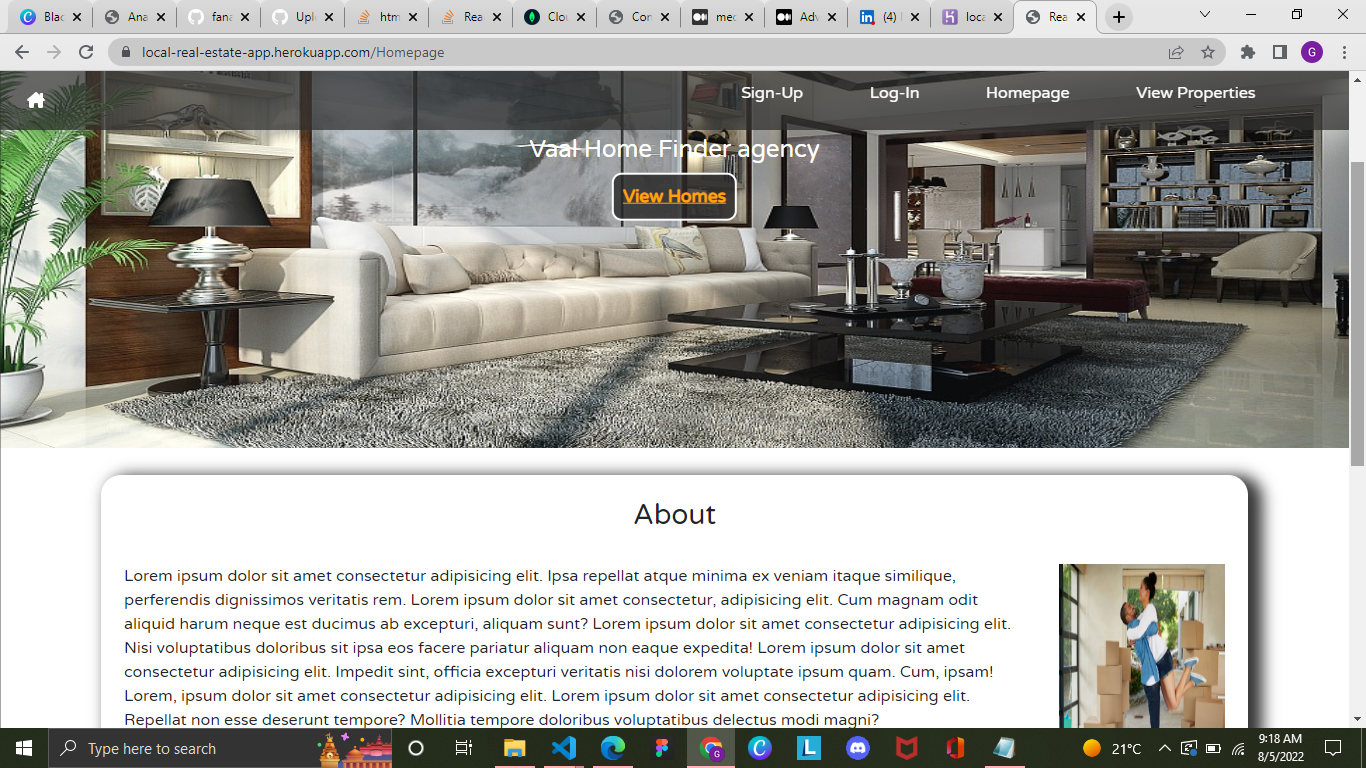 Blac
Ana
fana
Uplo
htm
Rea
Clou
Con
med
Adv
(4)
loca
Rea
local-real-estate-app.herokuapp.com/Homepage
G
Sign-Up Log-In Homepage View Properties
Vaal Home Finder agency
View Homes
About
Lorem ipsum dolor sit amet consectetur adipisicing elit. Ipsa repellat atque minima ex veniam itaque similique,
perferendis dignissimos veritatis rem. Lorem ipsum dolor sit amet consectetur, adipisicing elit. Cum magnam odit
aliquid harum neque est ducimus ab excepturi, aliquam sunt? Lorem ipsum dolor sit amet consectetur adipisicing elit.
Nisi voluptatibus doloribus sit ipsa eos facere pariatur aliquam non eaque expedita! Lorem ipsum dolor sit amet
consectetur adipisicing elit. Impedit sint, officia excepturi veritatis nisi dolorem voluptate ipsum quam. Cum, ipsam!
Lorem, ipsum dolor sit amet consectetur adipisicing elit. Lorem ipsum dolor sit amet consectetur adipisicing elit.
Repellat non esse deserunt tempore? Mollitia tempore doloribus voluptatibus delectus modi magni?
Type here to search
21°C
9:18 AM
8/5/2022